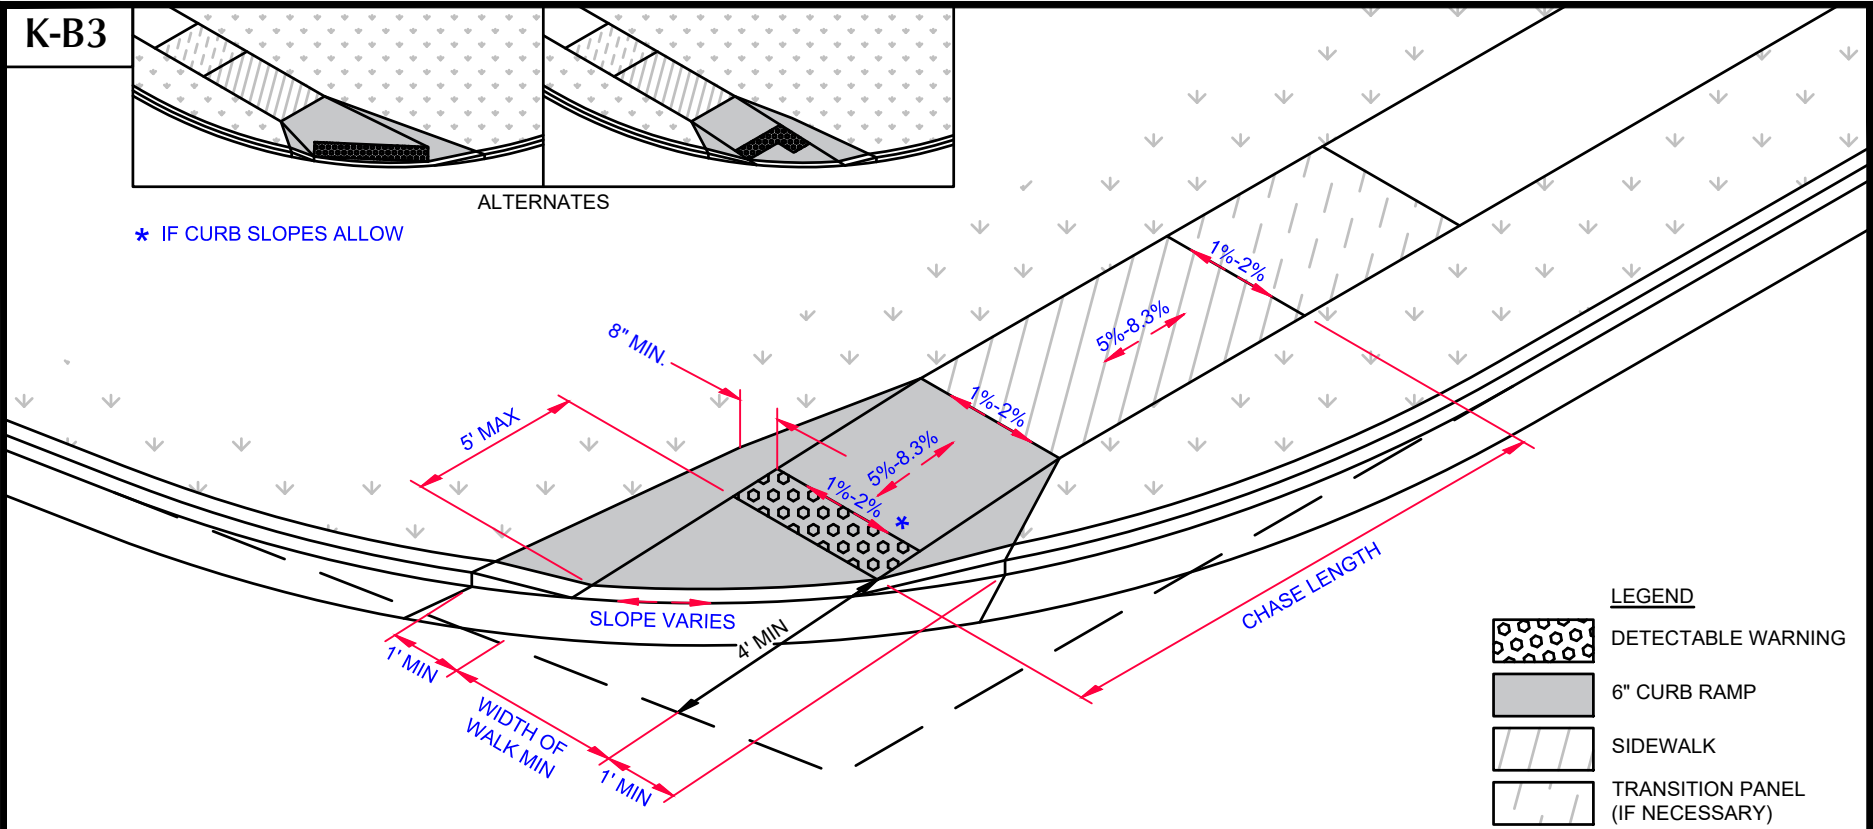 K-B3
ALTERNATES
* IF CURB SLOPES ALLOW
1%-2%
5%-8.3%
8" MIN.
5' MAX
1%-2%
5%-8.3%
1%-2%
*
SLOPE VARIES
4' MIN
CHASE LENGTH
1' MIN
WIDTH OF
WALK MIN
1' MIN
LEGEND
DETECTABLE WARNING
6" CURB RAMP
SIDEWALK
TRANSITION PANEL
(IF NECESSARY)